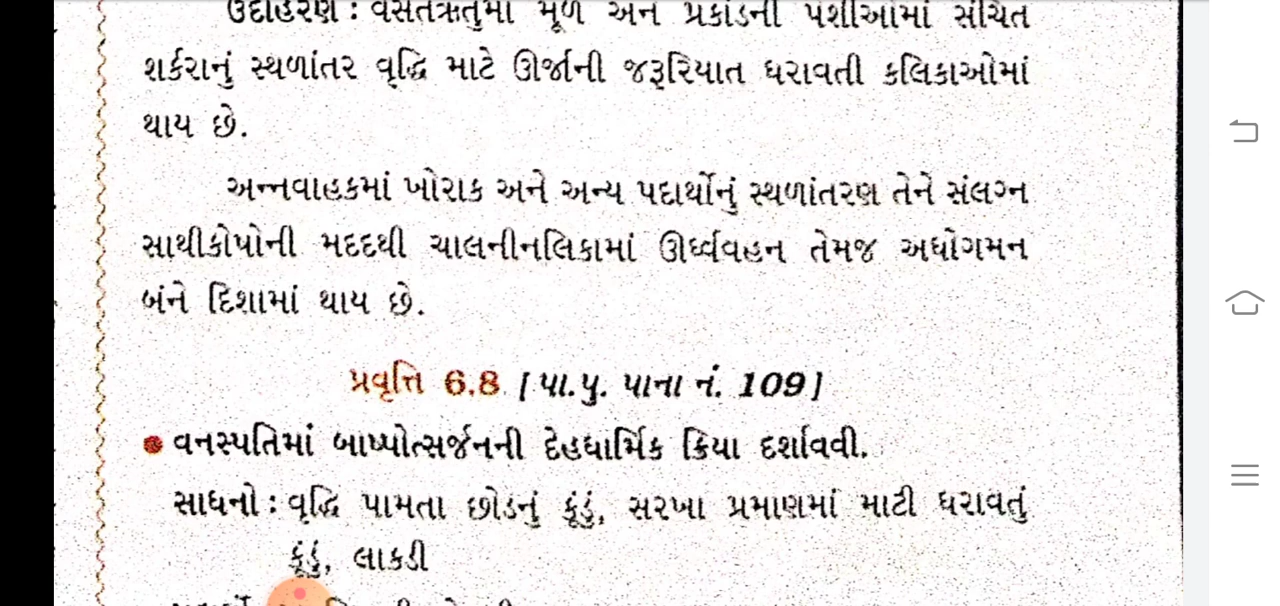 ઉદાહરણ : વસંતઋતુમાં મૂળ અને પ્રકાંડની પેશીઓમાં સંચિત
શર્કરાનું સ્થળાંતર વૃદ્ધિ માટે ઊર્જાની જરૂરિયાત ધરાવતી કલિકાઓમાં
થાય છે.
અન્નવાહકમાં ખોરાક અને અન્ય પદાર્થોનું સ્થળાંતરણ તેને સંલગ્ન
સાથીકોષોની મદદથી ચાલનીનલિકામાં ઊર્ધ્વવહન તેમજ અધોગમન
બંને દિશામાં થાય છે.
પ્રવૃત્તિ 6.8 [પા.પુ. પાના નં. 109]
વનસ્પતિમાં બાષ્પોત્સર્જનની દેહધાર્મિક ક્રિયા દર્શાવવી.
સાધનો : વૃદ્ધિ પામતા છોડનું કૂંડું, સરખા પ્રમાણમાં માટી ધરાવતું
કૂંડું, લાકડી